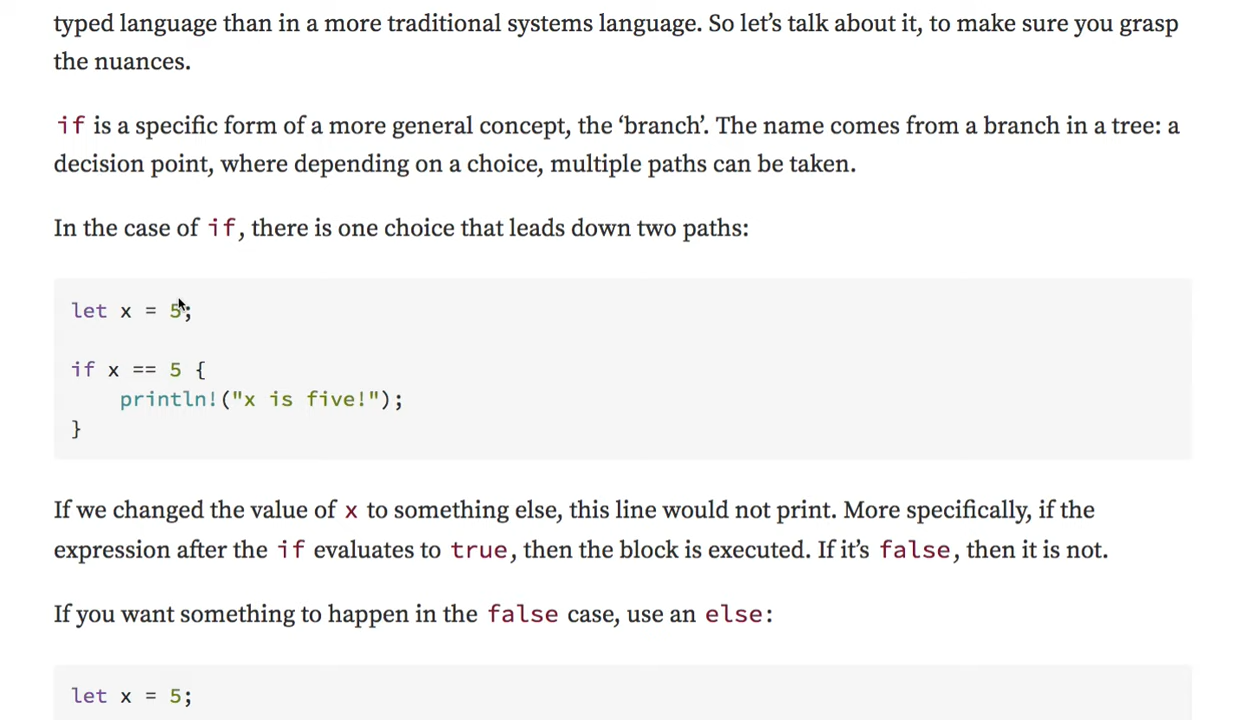 typed language than in a more traditional systems language. So let’s talk about it, to make sure you grasp
the nuances.
if is a specific form of a more general concept, the ‘branch’. The name comes from a branch in a tree: a
decision point, where depending on a choice, multiple paths can be taken.
In the case of if, there is one choice that leads down two paths:
let x = 5;
if x == 5 {
    println!("x is five!");
}
If we changed the value of x to something else, this line would not print. More specifically, if the
expression after the if evaluates to true, then the block is executed. If it’s false, then it is not.
If you want something to happen in the false case, use an else:
let x = 5;